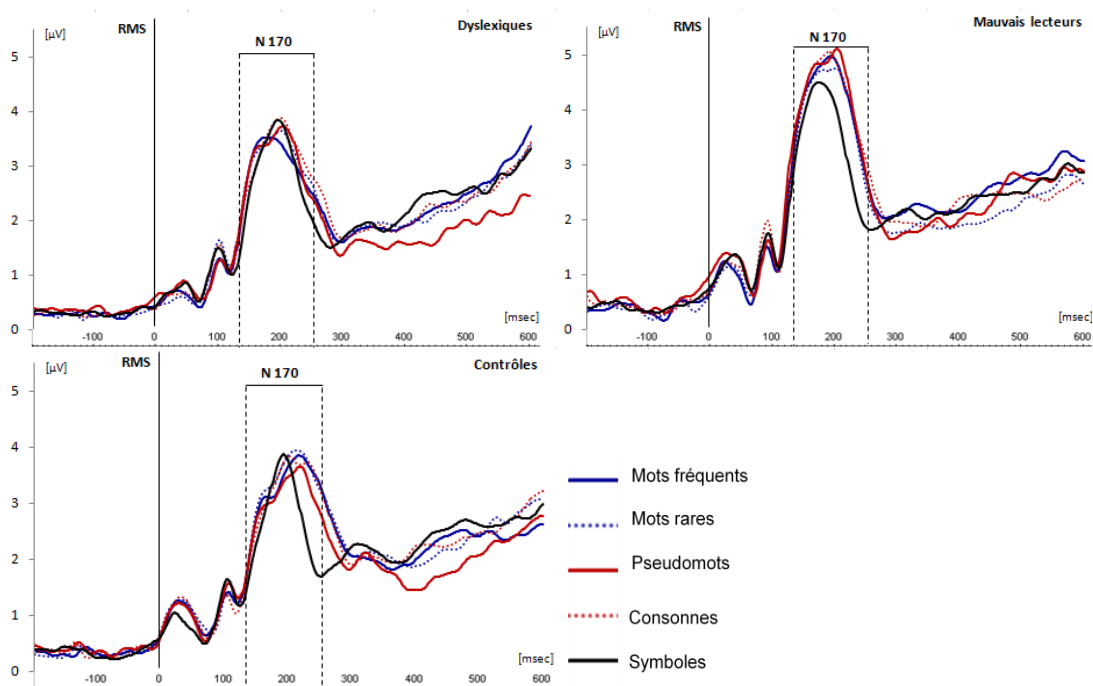 [µV] RMS Dyslexiques
N 170
5
4
3
2
1
0
[msec]
-100 0 100 200 300 400 500 600
[µV] RMS Mauvais lecteurs
N 170
5
4
3
2
1
0
[msec]
-100 0 100 200 300 400 500 600
[µV] RMS Contrôles
N 170
5
4
3
2
1
0
[msec]
-100 0 100 200 300 400 500 600
Mots fréquents
Mots rares
Pseudomots
Consonnes
Symboles